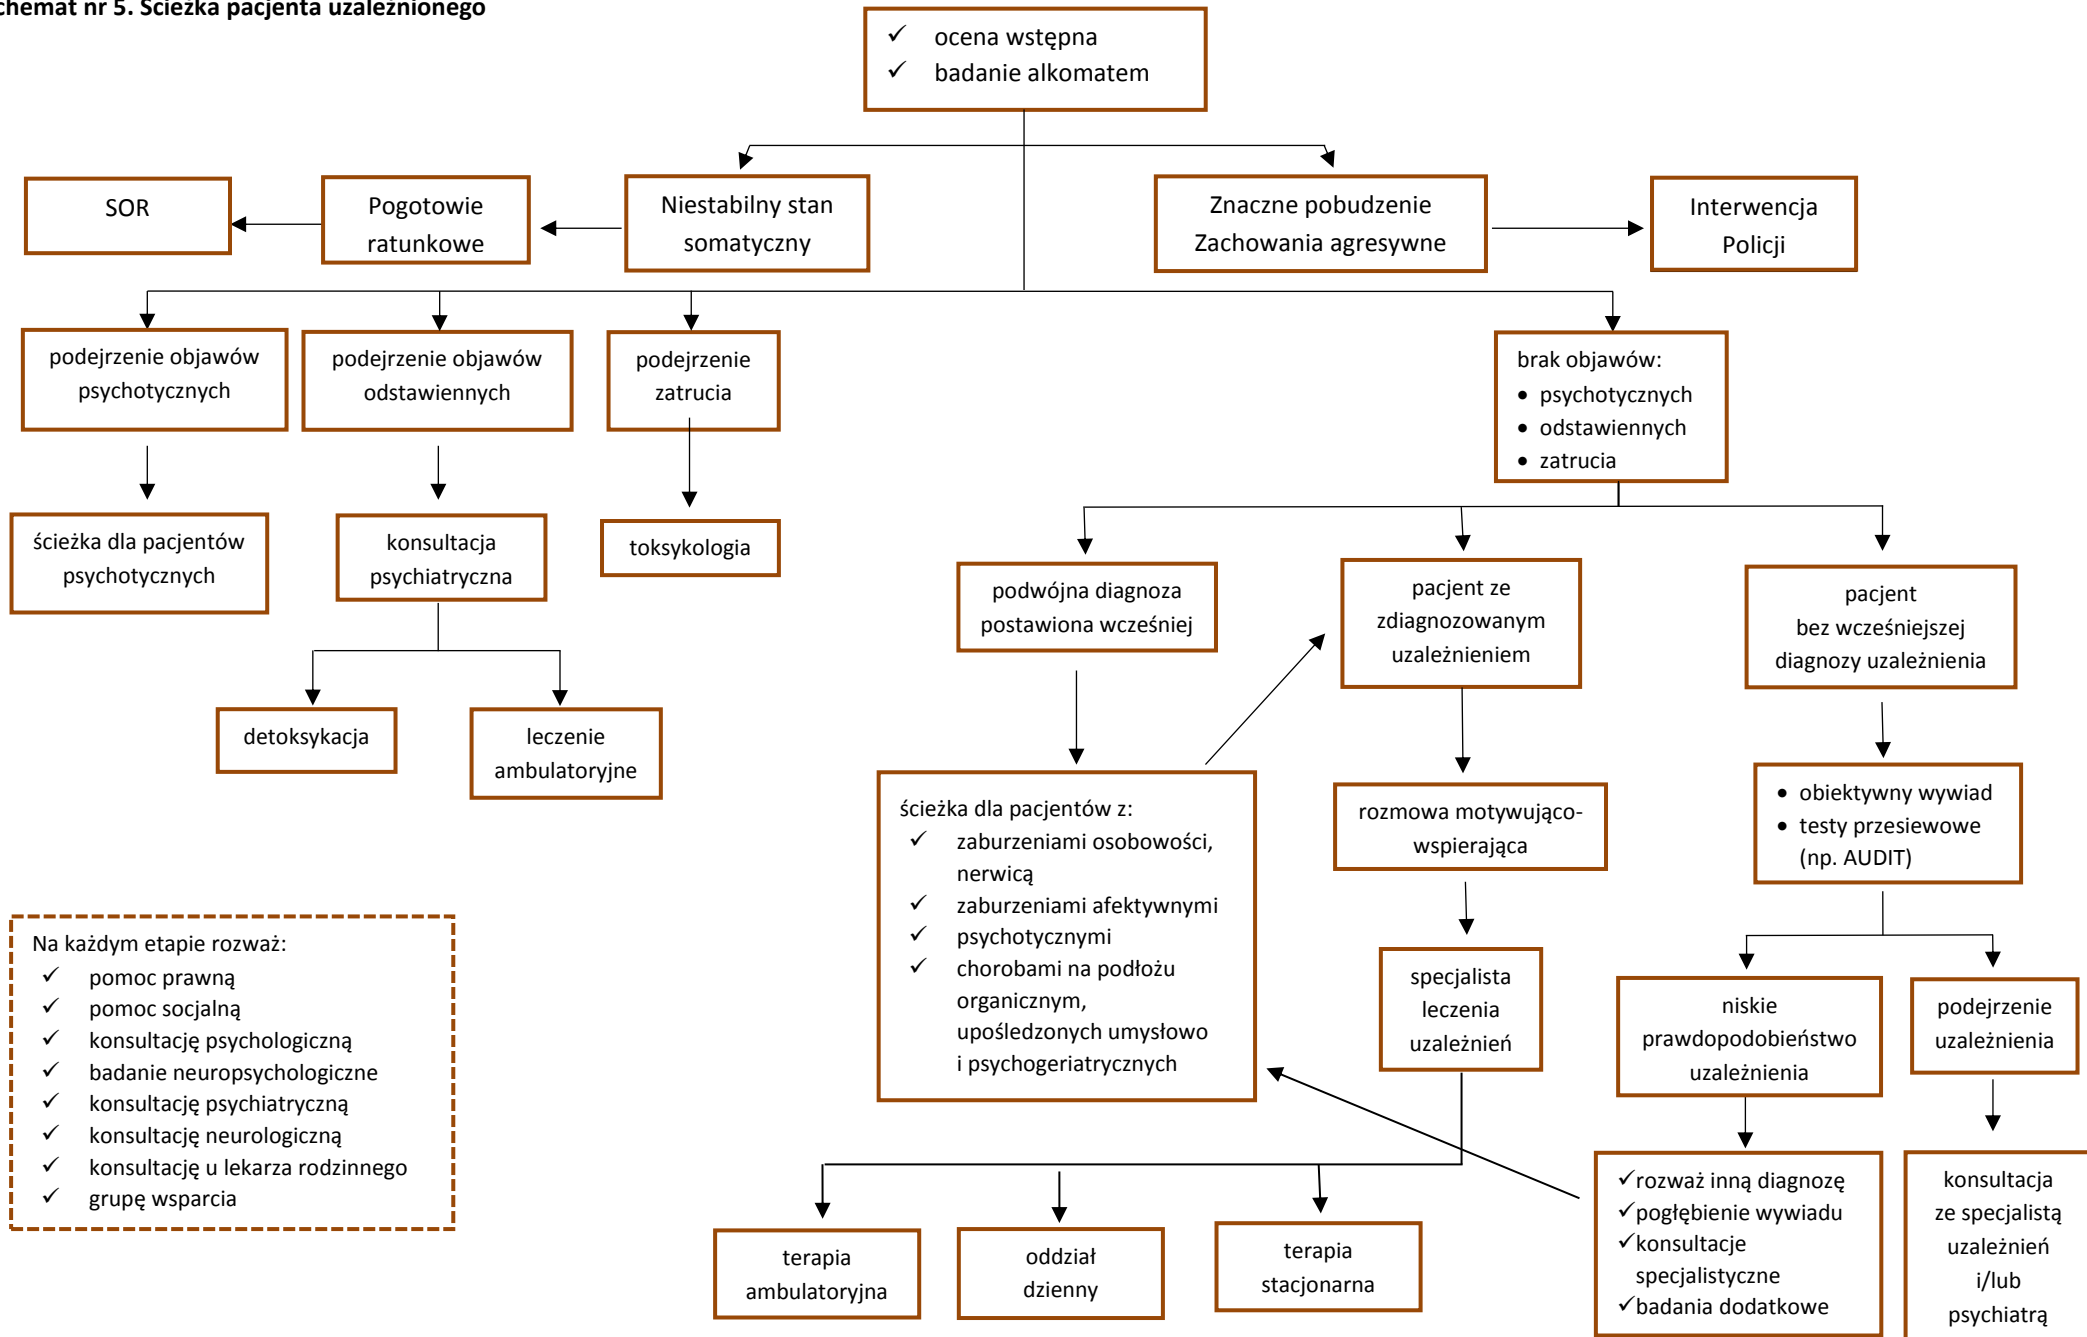 chemat nr 5. Ścieżka pacjenta uzależnionego
✓ ocena wstępna
✓ badanie alkomatem
SOR
Pogotowie
ratunkowe
Niestabilny stan
somatyczny
Znaczne pobudzenie
Zachowania agresywne
Interwencja
Policji
podejrzenie objawów
psychotycznych
podejrzenie objawów
odstawiennych
podejrzenie
zatrucia
brak objawów:
• psychotycznych
• odstawiennych
• zatrucia
ścieżka dla pacjentów
psychotycznych
konsultacja
psychiatryczna
toksykologia
detoksykacja
leczenie
ambulatoryjne
podwójna diagnoza
postawiona wcześniej
pacjent ze
zdiagnozowanym
uzależnieniem
pacjent
bez wcześniejszej
diagnozy uzależnienia
ścieżka dla pacjentów z:
✓ zaburzeniami osobowości,
nerwicą
✓ zaburzeniami afektywnymi
✓ psychotycznymi
✓ chorobami na podłożu
organicznym,
upośledzonych umysłowo
i psychogeriatrycznych
rozmowa motywująco-
wspierająca
• obiektywny wywiad
• testy przesiewowe
(np. AUDIT)
specjalista
leczenia
uzależnień
niskie
prawdopodobieństwo
uzależnienia
podejrzenie
uzależnienia
Na każdym etapie rozważ:
✓ pomoc prawną
✓ pomoc socjalną
✓ konsultację psychologiczną
✓ badanie neuropsychologiczne
✓ konsultację psychiatryczną
✓ konsultację neurologiczną
✓ konsultację u lekarza rodzinnego
✓ grupę wsparcia
terapia
ambulatoryjna
oddział
dzienny
terapia
stacjonarna
✓rozważ inną diagnozę
✓pogłębienie wywiadu
✓konsultacje
specjalistyczne
✓badania dodatkowe
konsultacja
ze specjalistą
uzależnień
i/lub
psychiatrą